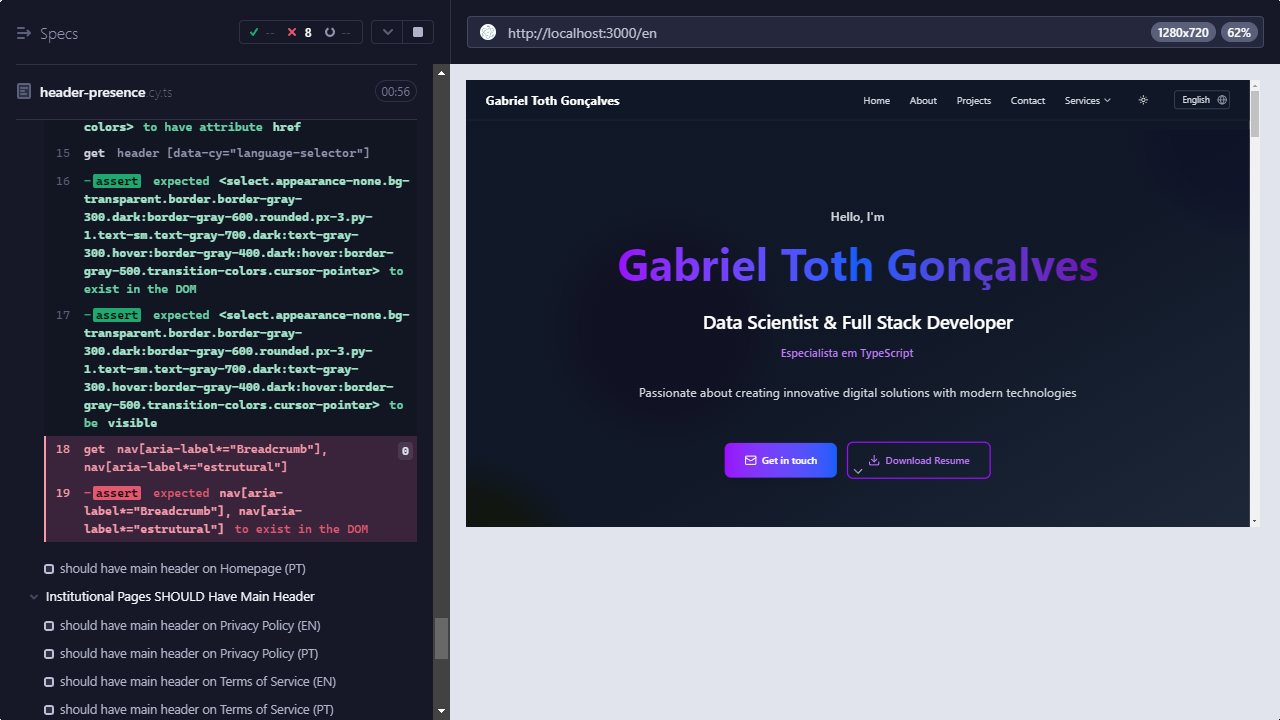 Specs
-- 8 --
http://localhost:3000/en
1280x720 62%
header-presence.cy.ts 00:56
colors> to have attribute href
15 get header [data-cy="language-selector"]
16 -assert expected <select.appearance-none.bg-
transparent.border.border-gray-
300.dark:border-gray-600.rounded.px-3.py-
1.text-sm.text-gray-700.dark:text-gray-
300.hover:border-gray-400.dark:hover:border-
gray-500.transition-colors.cursor-pointer> to
exist in the DOM
17 -assert expected <select.appearance-none.bg-
transparent.border.border-gray-
300.dark:border-gray-600.rounded.px-3.py-
1.text-sm.text-gray-700.dark:text-gray-
300.hover:border-gray-400.dark:hover:border-
gray-500.transition-colors.cursor-pointer> to
be visible
18 get nav[aria-label*="Breadcrumb"], 0
nav[aria-label*="estrutural"]
19 -assert expected nav[aria-
label*="Breadcrumb"], nav[aria-
label*="estrutural"] to exist in the DOM
should have main header on Homepage (PT)
Institutional Pages SHOULD Have Main Header
should have main header on Privacy Policy (EN)
should have main header on Privacy Policy (PT)
should have main header on Terms of Service (EN)
should have main header on Terms of Service (PT)
Gabriel Toth Gonçalves
Home About Projects Contact Services English
Hello, I'm
Gabriel Toth Gonçalves
Data Scientist & Full Stack Developer
Especialista em TypeScript
Passionate about creating innovative digital solutions with modern technologies
Get in touch Download Resume